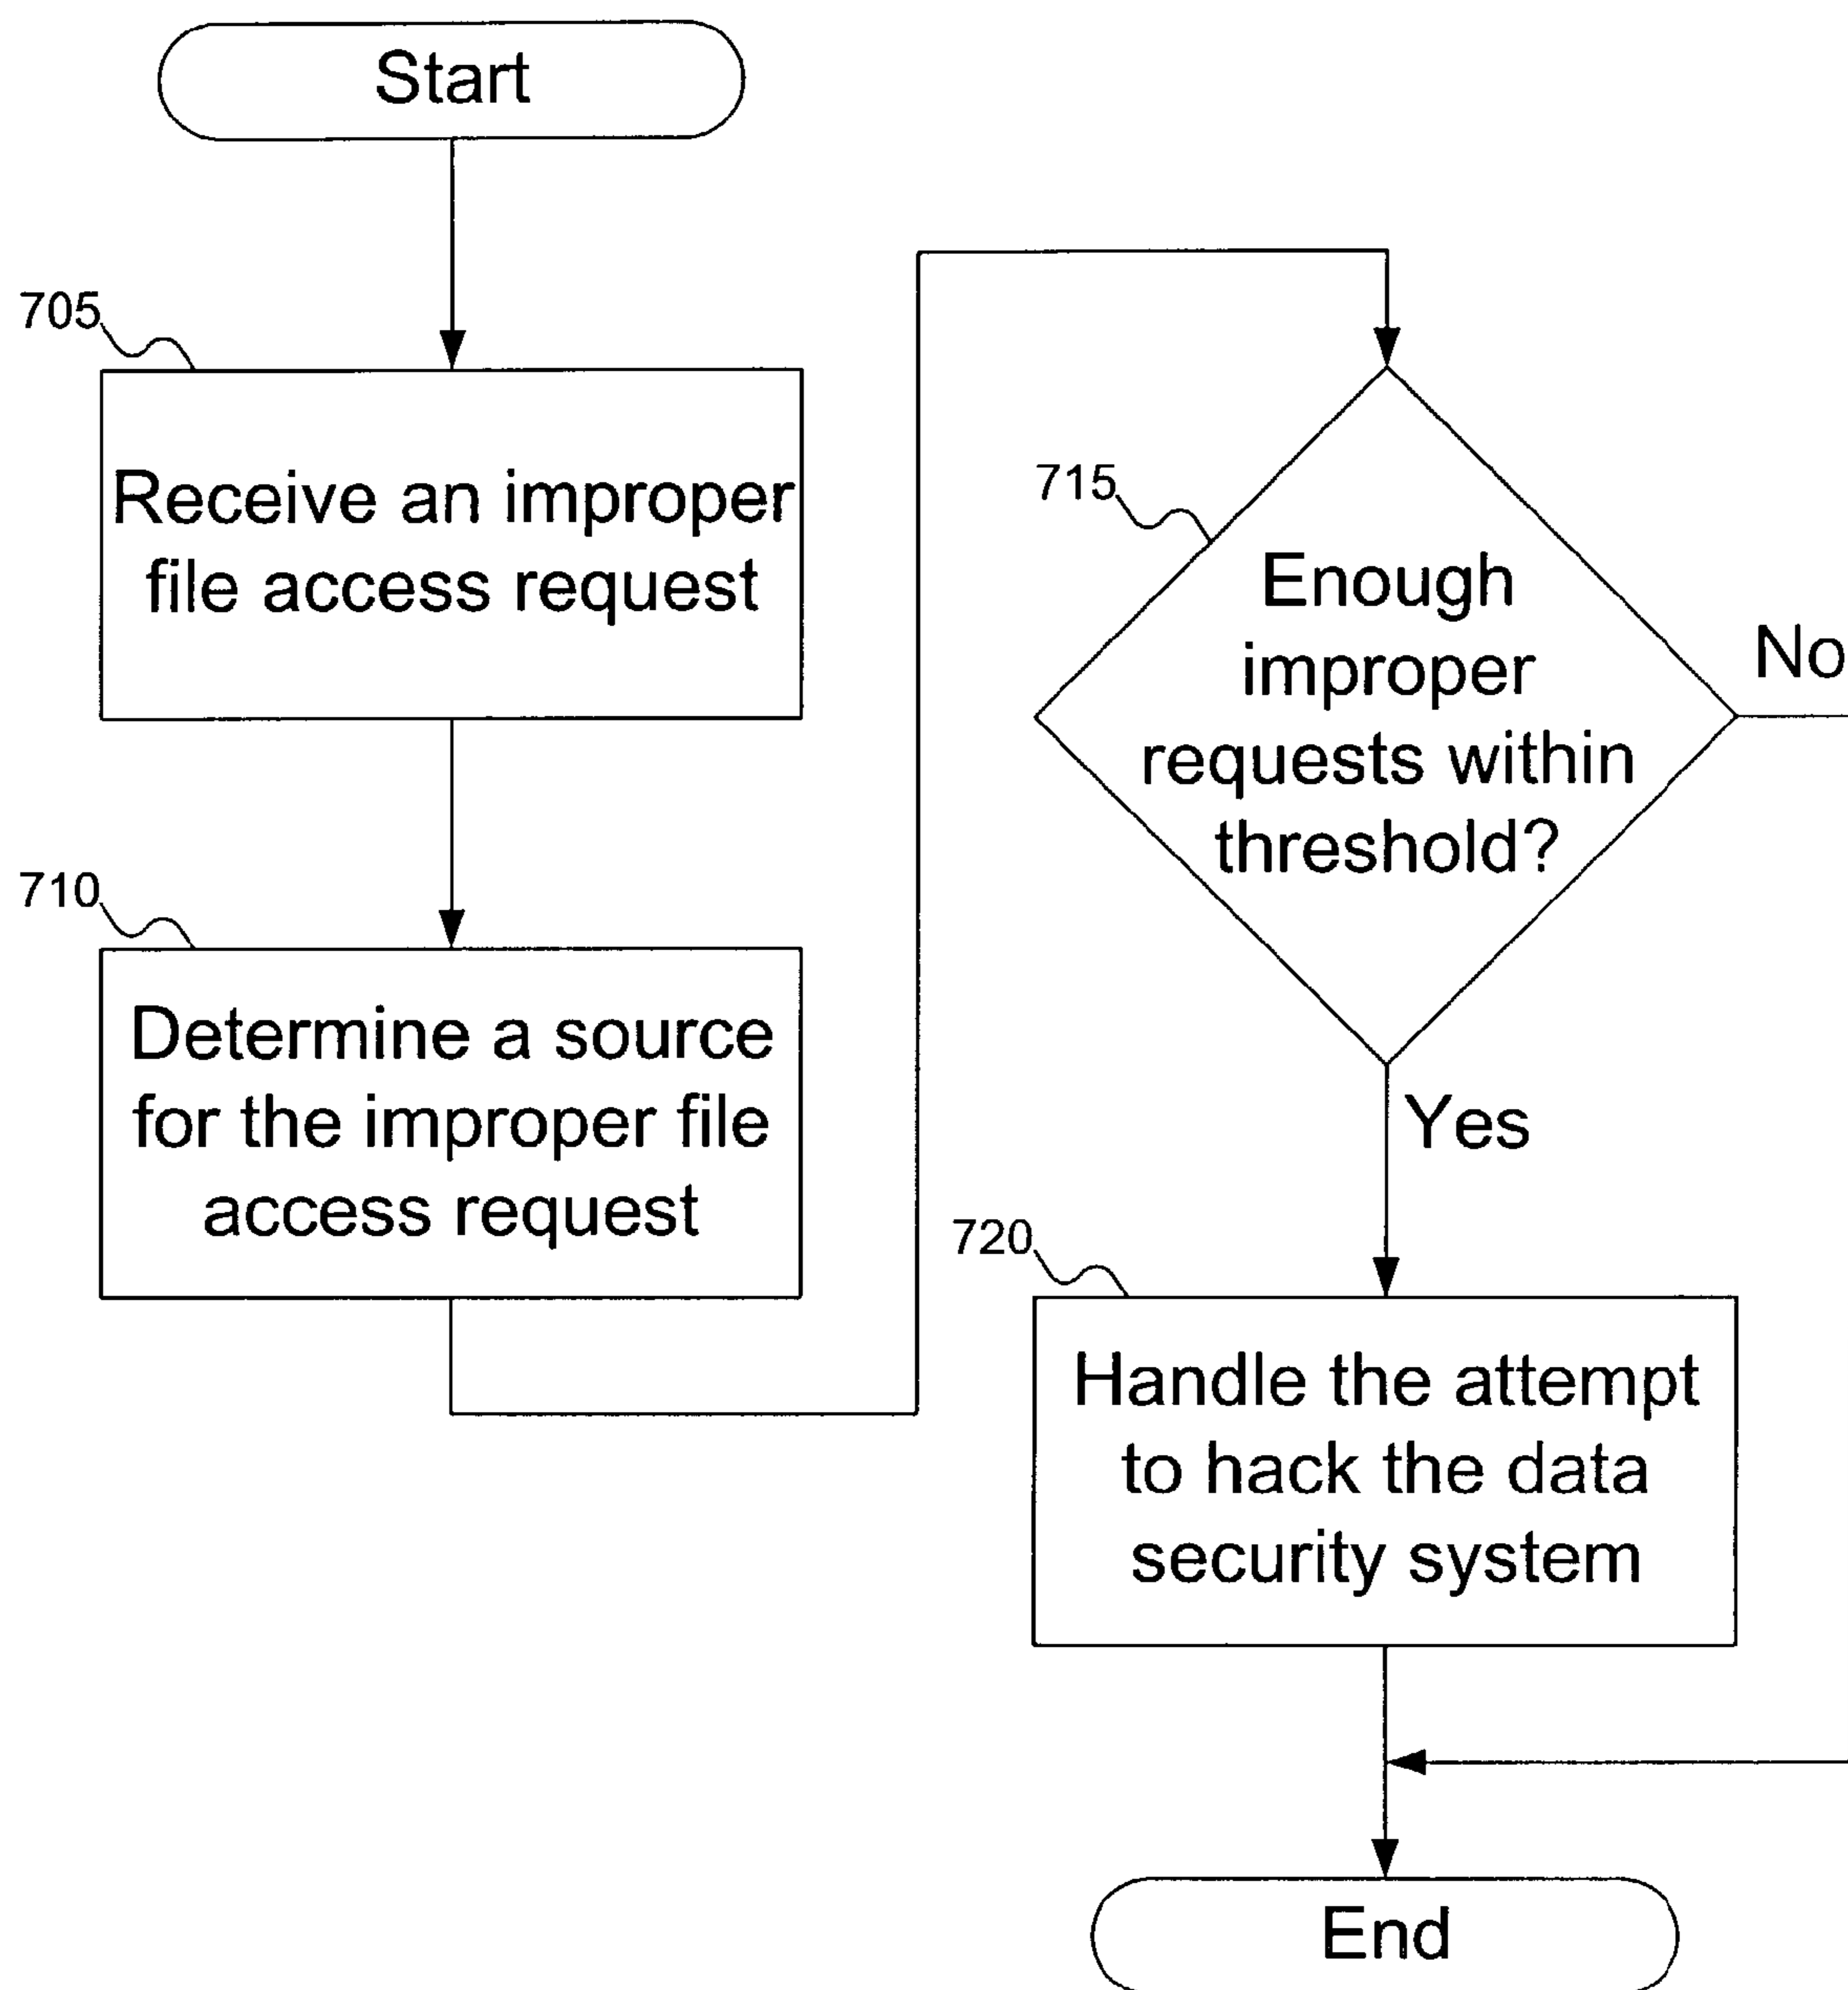 Start
705
Receive an improper
file access request
710
Determine a source
for the improper file
access request
715
Enough
improper
requests within
threshold?
No
Yes
720
Handle the attempt
to hack the data
security system
End